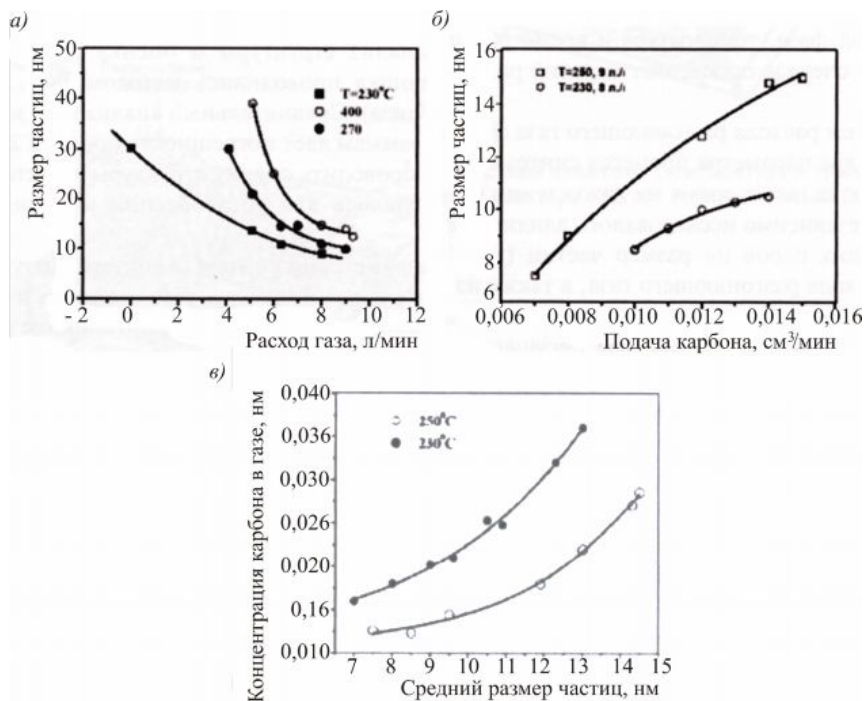 а)
50
40
30
20
10
0
Размер частиц, нм
T=230°C
400
270
−2 0 2 4 6 8 10 12
Расход газа, л/мин
б)
16
14
12
10
8
6
Размер частиц, нм
T=230, 8
0,006 0,008 0,010 0,012 0,014 0,016
Подача карбона, см³/мин
в)
0,040
0,036
0,030
0,026
0,020
0,16
0,010
Концентрация карбона в газе, нм
250°C
230°C
7 8 9 10 11 12 13 14 15
Средний размер частиц, нм